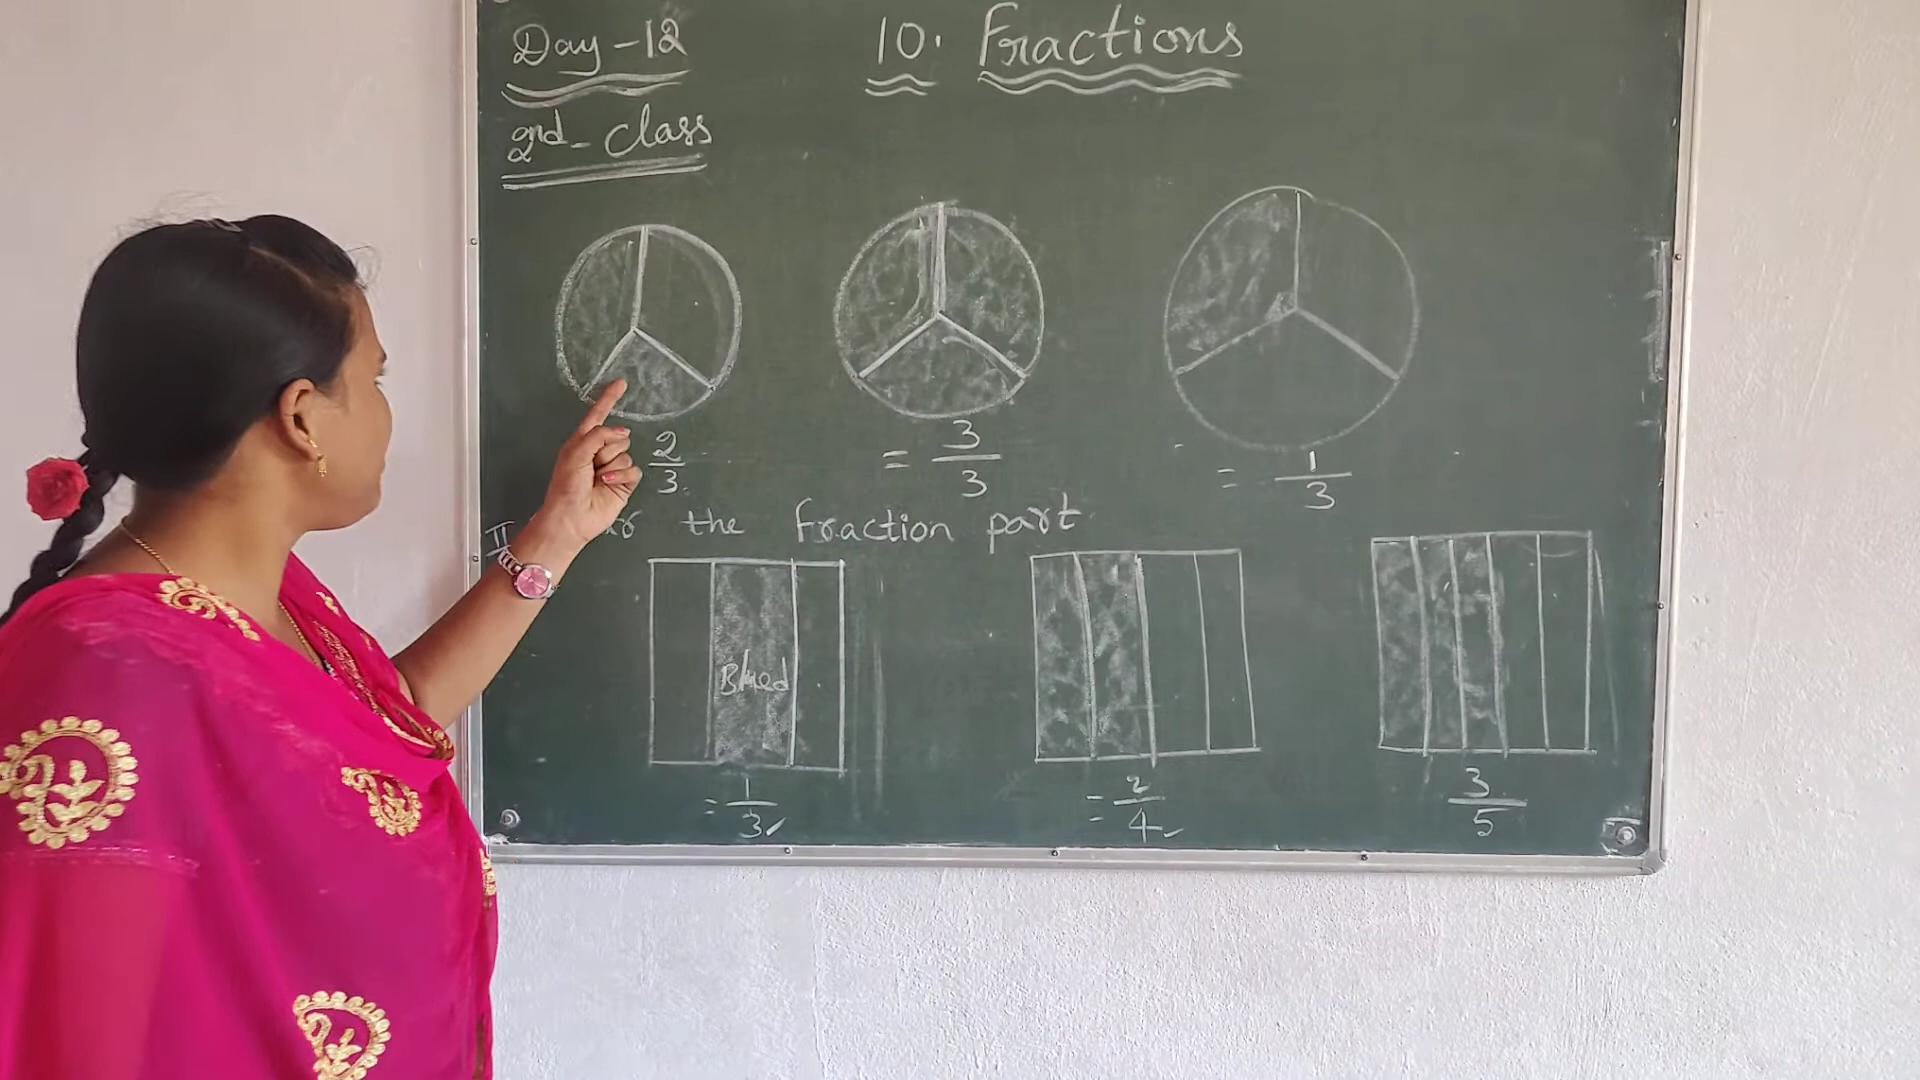 Day-12
10. Fractions
2nd-class
2/3
= 3/3
= 1/3
II the fraction part
= 1/3 ✓
= 2/4 ✓
3/5